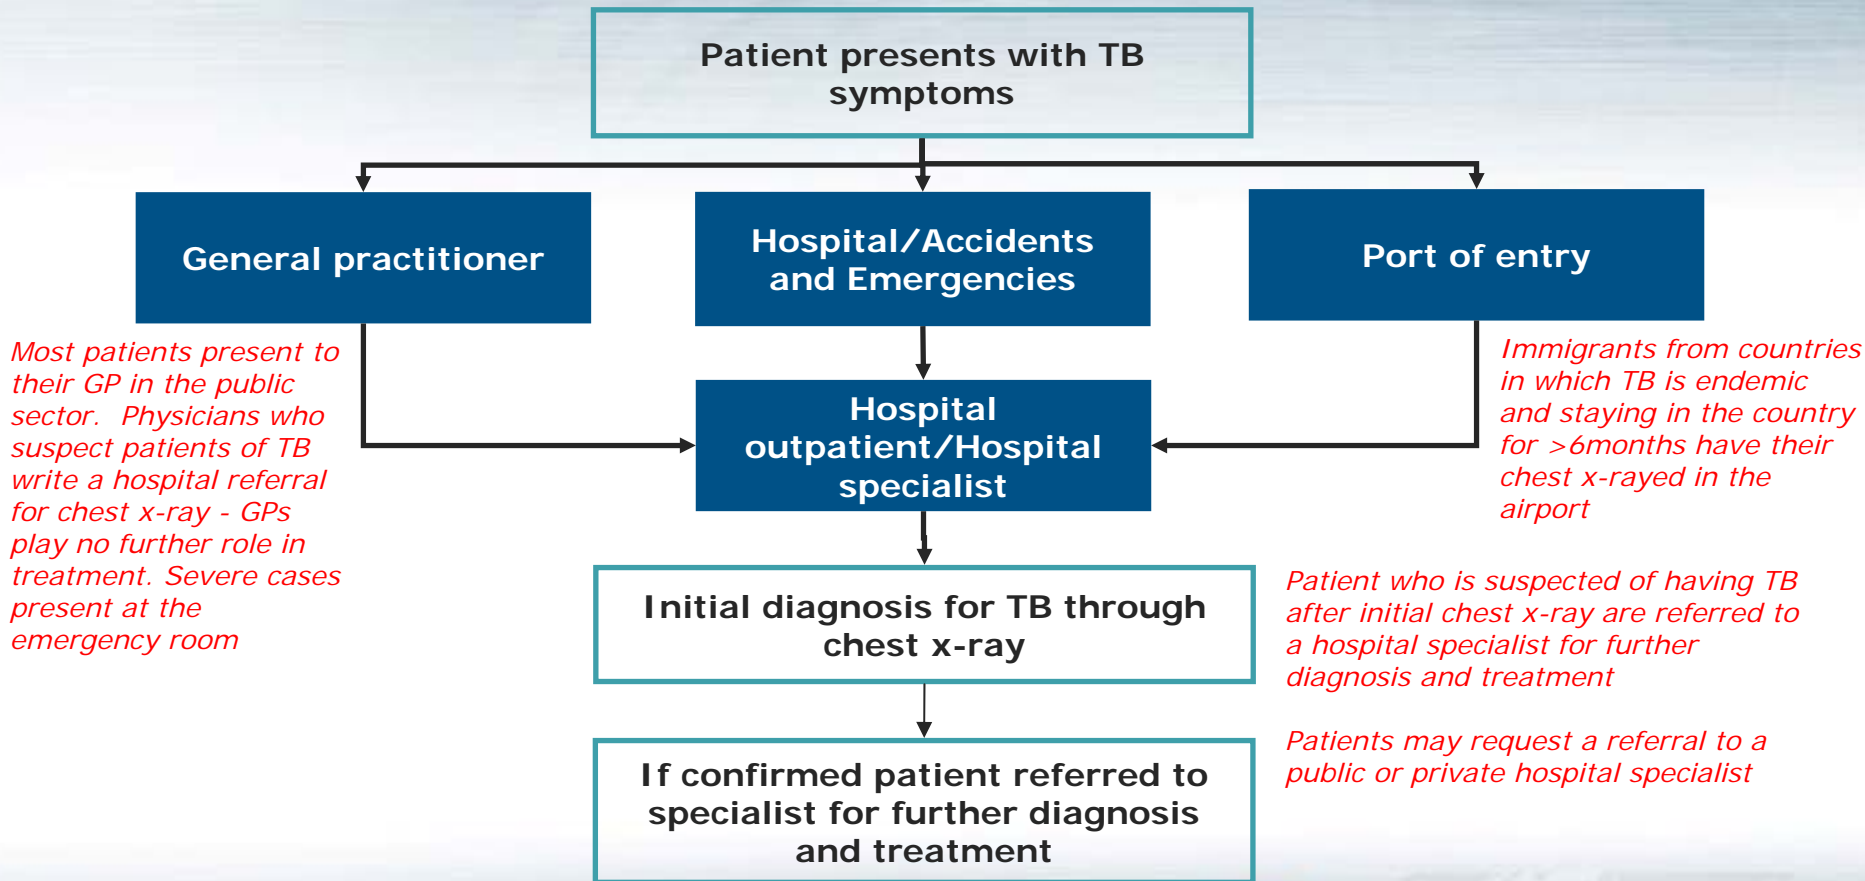 Patient presents with TB
symptoms
General practitioner
Hospital/Accidents
and Emergencies
Port of entry
Most patients present to
their GP in the public
sector.  Physicians who
suspect patients of TB
write a hospital referral
for chest x-ray - GPs
play no further role in
treatment. Severe cases
present at the
emergency room
Hospital
outpatient/Hospital
specialist
Immigrants from countries
in which TB is endemic
and staying in the country
for >6months have their
chest x-rayed in the
airport
Initial diagnosis for TB through
chest x-ray
Patient who is suspected of having TB
after initial chest x-ray are referred to
a hospital specialist for further
diagnosis and treatment
Patients may request a referral to a
public or private hospital specialist
If confirmed patient referred to
specialist for further diagnosis
and treatment